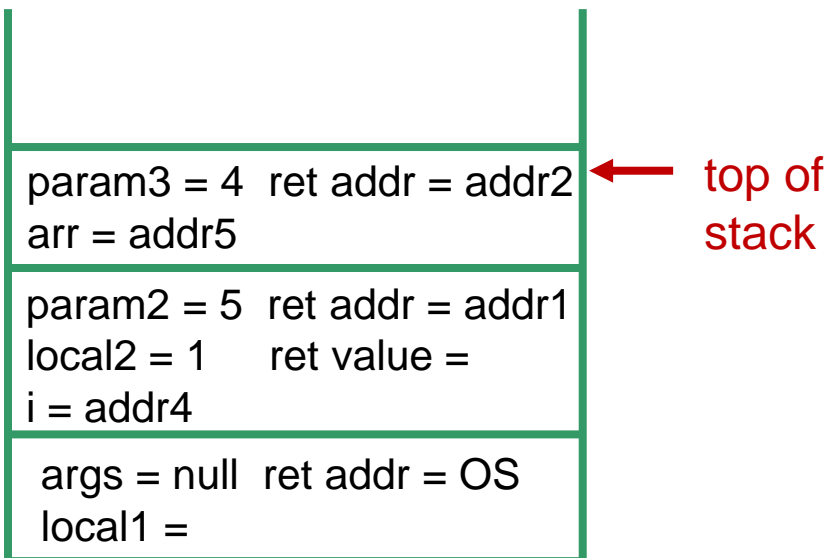 param3 = 4 ret addr = addr2
arr = addr5
top of
stack
param2 = 5 ret addr = addr1
local2 = 1 ret value =
i = addr4
args = null ret addr = OS
local1 =